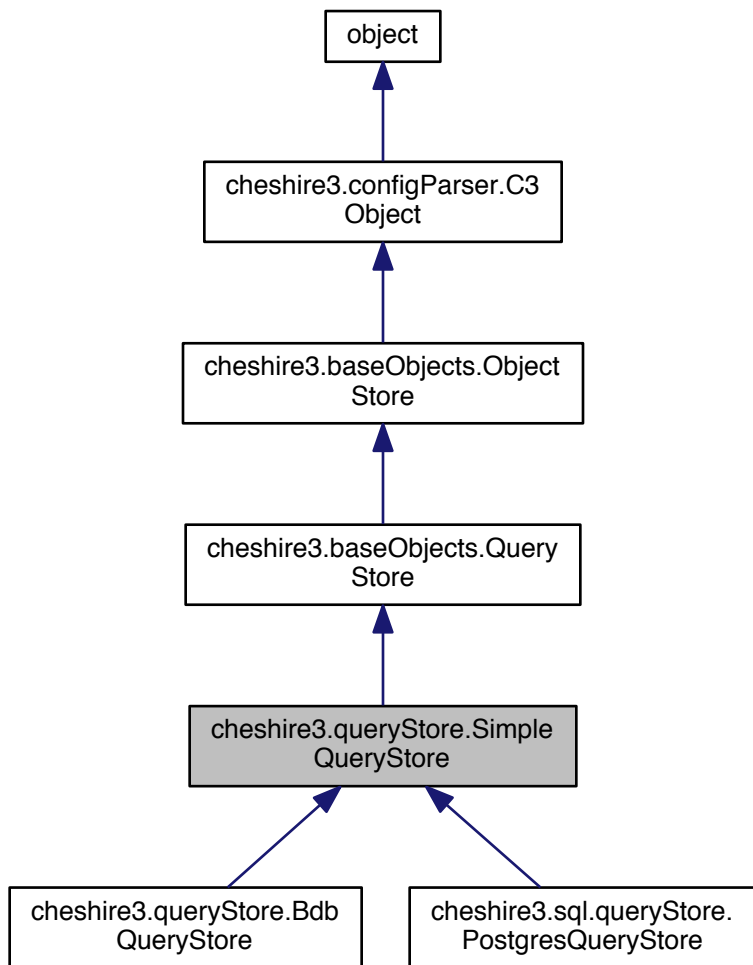 object
cheshire3.configParser.C3
Object
cheshire3.baseObjects.Object
Store
cheshire3.baseObjects.Query
Store
cheshire3.queryStore.Simple
QueryStore
cheshire3.queryStore.Bdb
QueryStore
cheshire3.sql.queryStore.
PostgresQueryStore